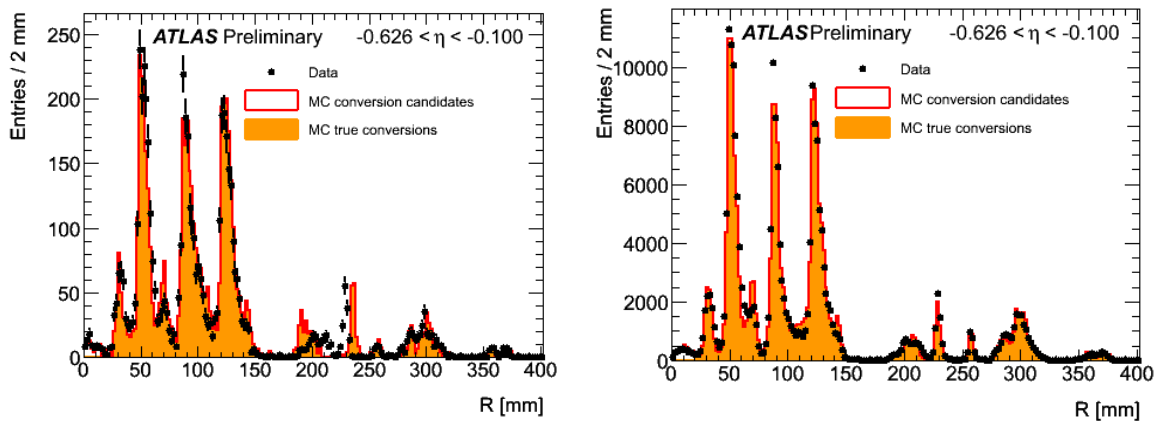 ATLAS Preliminary -0.626 < η < -0.100
Data
MC conversion candidates
MC true conversions
Entries / 2 mm
250
200
150
100
50
0
0 50 100 150 200 250 300 350 400
R [mm]
ATLAS Preliminary -0.626 < η < -0.100
Data
MC conversion candidates
MC true conversions
Entries / 2 mm
10000
8000
6000
4000
2000
0
0 50 100 150 200 250 300 350 400
R [mm]